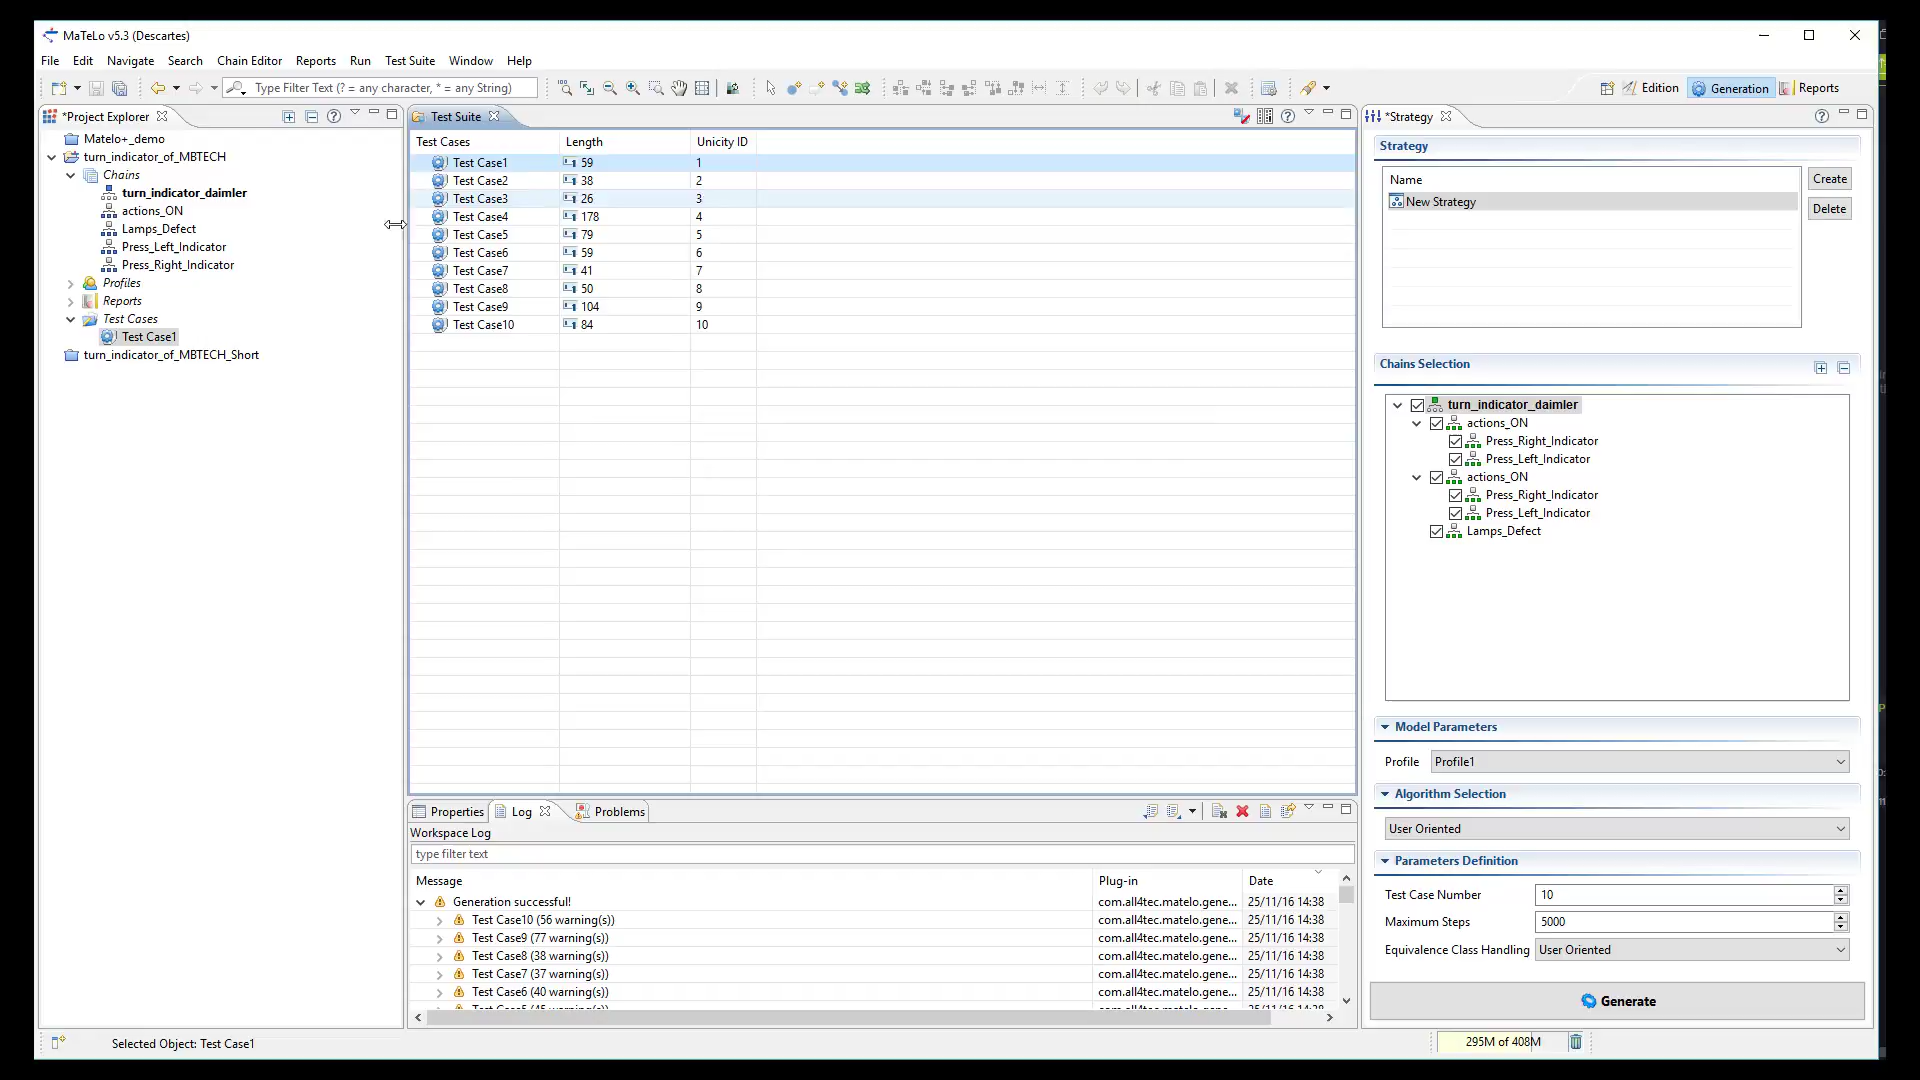 MaTeLo v5.3 (Descartes)
File Edit Navigate Search Chain Editor Reports Run Test Suite Window Help
Type Filter Text (? = any character, * = any String)
Edition Generation Reports
*Project Explorer
Matelo+_demo
turn_indicator_of_MBTECH
Chains
turn_indicator_daimler
actions_ON
Lamps_Defect
Press_Left_Indicator
Press_Right_Indicator
Profiles
Reports
Test Cases
Test Case1
turn_indicator_of_MBTECH_Short
Test Suite
Test Cases Length Unicity ID
Test Case1 59 1
Test Case2 38 2
Test Case3 26 3
Test Case4 178 4
Test Case5 79 5
Test Case6 59 6
Test Case7 41 7
Test Case8 50 8
Test Case9 104 9
Test Case10 84 10
Properties Log Problems
Workspace Log
type filter text
Message Plug-in Date
Generation successful! com.all4tec.matelo.gene... 25/11/16 14:38
Test Case10 (56 warning(s)) com.all4tec.matelo.gene... 25/11/16 14:38
Test Case9 (77 warning(s)) com.all4tec.matelo.gene... 25/11/16 14:38
Test Case8 (38 warning(s)) com.all4tec.matelo.gene... 25/11/16 14:38
Test Case7 (37 warning(s)) com.all4tec.matelo.gene... 25/11/16 14:38
Test Case6 (40 warning(s)) com.all4tec.matelo.gene... 25/11/16 14:38
*Strategy
Strategy
Name
New Strategy
Create
Delete
Chains Selection
turn_indicator_daimler
actions_ON
Press_Right_Indicator
Press_Left_Indicator
actions_ON
Press_Right_Indicator
Press_Left_Indicator
Lamps_Defect
Model Parameters
Profile Profile1
Algorithm Selection
User Oriented
Parameters Definition
Test Case Number 10
Maximum Steps 5000
Equivalence Class Handling User Oriented
Generate
Selected Object: Test Case1
295M of 408M